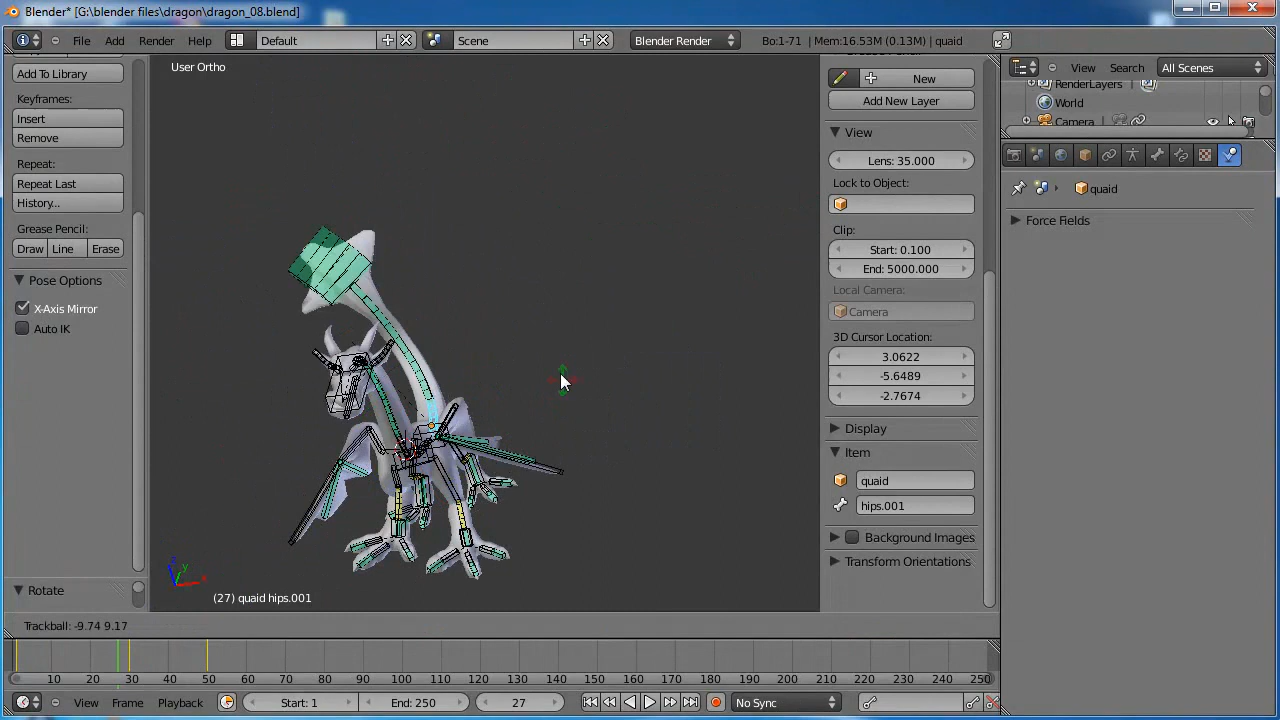 Blender* [G:\blender files\dragon\dragon_08.blend]
File Add Render Help Default Scene Blender Render Bo:1-71 | Mem:16.53M (0.13M) | quaid
View Search All Scenes
RenderLayers
World
Camera
Add To Library
Keyframes:
Insert
Remove
Repeat:
Repeat Last
History...
Grease Pencil:
Draw Line Erase
Pose Options
X-Axis Mirror
Auto IK
Rotate
User Ortho
z
y
x
(27) quaid hips.001
New
Add New Layer
View
Lens: 35.000
Lock to Object:
Clip:
Start: 0.100
End: 5000.000
Local Camera:
Camera
3D Cursor Location:
3.0622
-5.6489
-2.7674
Display
Item
quaid
hips.001
Background Images
Transform Orientations
quaid
Force Fields
Trackball: -9.74 9.17
10 20 30 40 50 60 70 80 90 100 110 120 130 140 150 160 170 180 190 200 210 220 230 240 250
View Frame Playback Start: 1 End: 250 27 No Sync